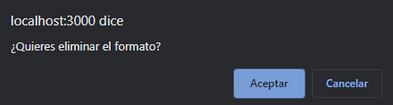 localhost:3000 dice
¿Quieres eliminar el formato?
Aceptar Cancelar